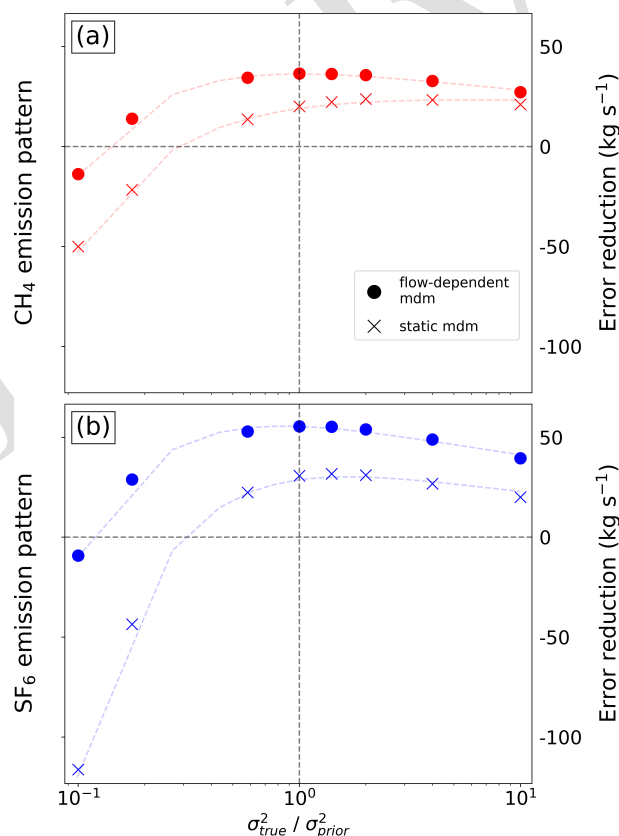 (a)
CH₄ emission pattern
50
0
-50
-100
Error reduction (kg s⁻¹)
flow-dependent
mdm
static mdm
(b)
SF₆ emission pattern
50
0
-50
-100
Error reduction (kg s⁻¹)
10⁻¹ 10⁰ 10¹
σ²true / σ²prior